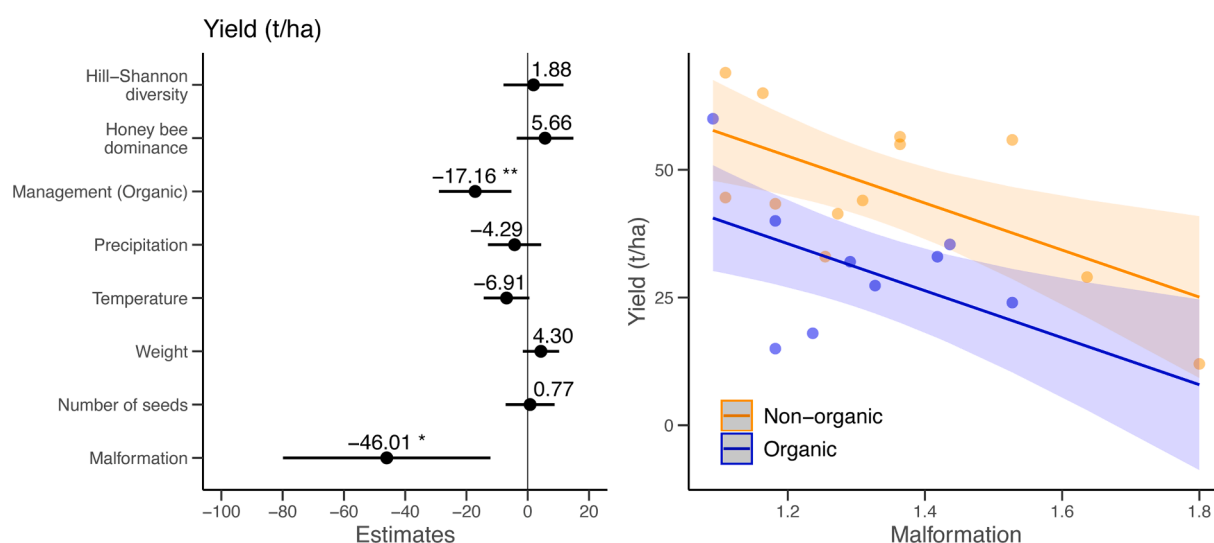 Yield (t/ha)
Hill−Shannon
diversity
1.88
Honey bee
dominance
5.66
Management (Organic)
−17.16 **
Precipitation
−4.29
Temperature
−6.91
Weight
4.30
Number of seeds
0.77
Malformation
−46.01 *
−100 −80 −60 −40 −20 0 20
Estimates
Yield (t/ha)
50
25
0
Non-organic
Organic
1.2 1.4 1.6 1.8
Malformation